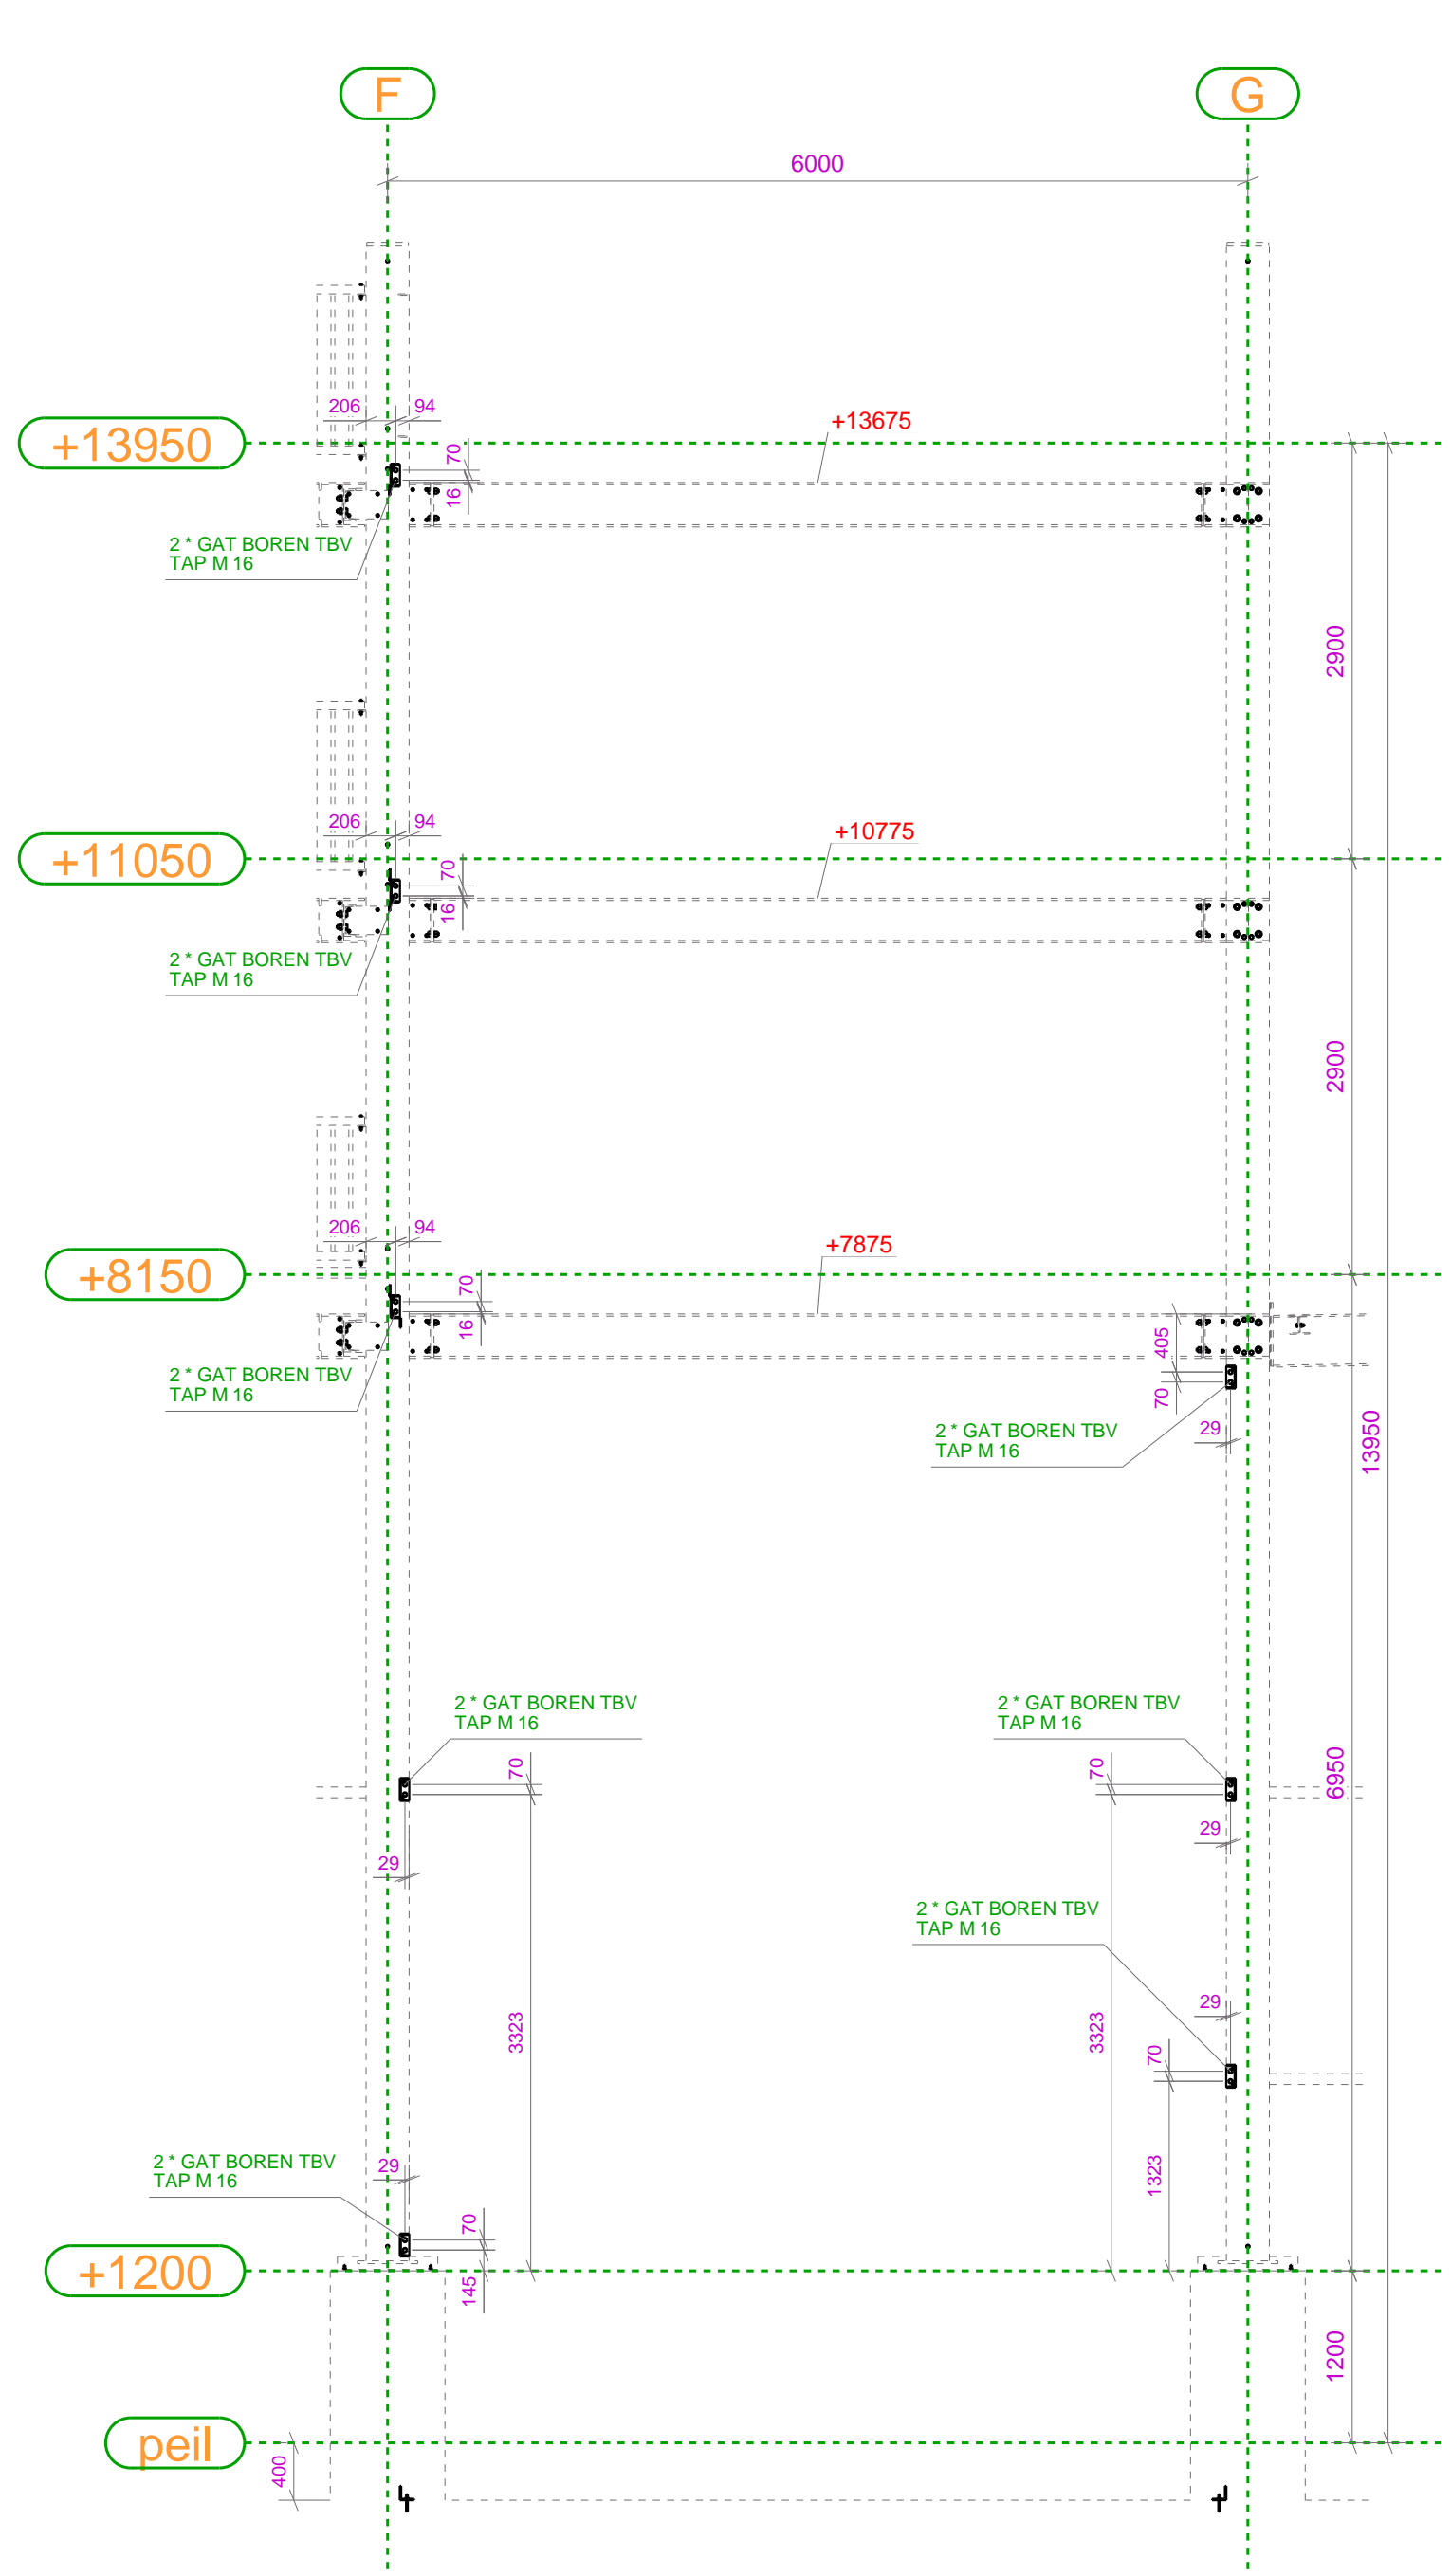 F
G
6000
+13950
206
94
+13675
70
16
2 * GAT BOREN TBV
TAP M 16
2900
+11050
206
94
+10775
70
16
2 * GAT BOREN TBV
TAP M 16
2900
+8150
206
94
+7875
70
16
405
70
2 * GAT BOREN TBV
TAP M 16
29
2 * GAT BOREN TBV
TAP M 16
13950
2 * GAT BOREN TBV
TAP M 16
70
2 * GAT BOREN TBV
TAP M 16
70
6950
29
29
2 * GAT BOREN TBV
TAP M 16
29
3323
3323
70
1323
2 * GAT BOREN TBV
TAP M 16
29
70
145
+1200
1200
peil
400